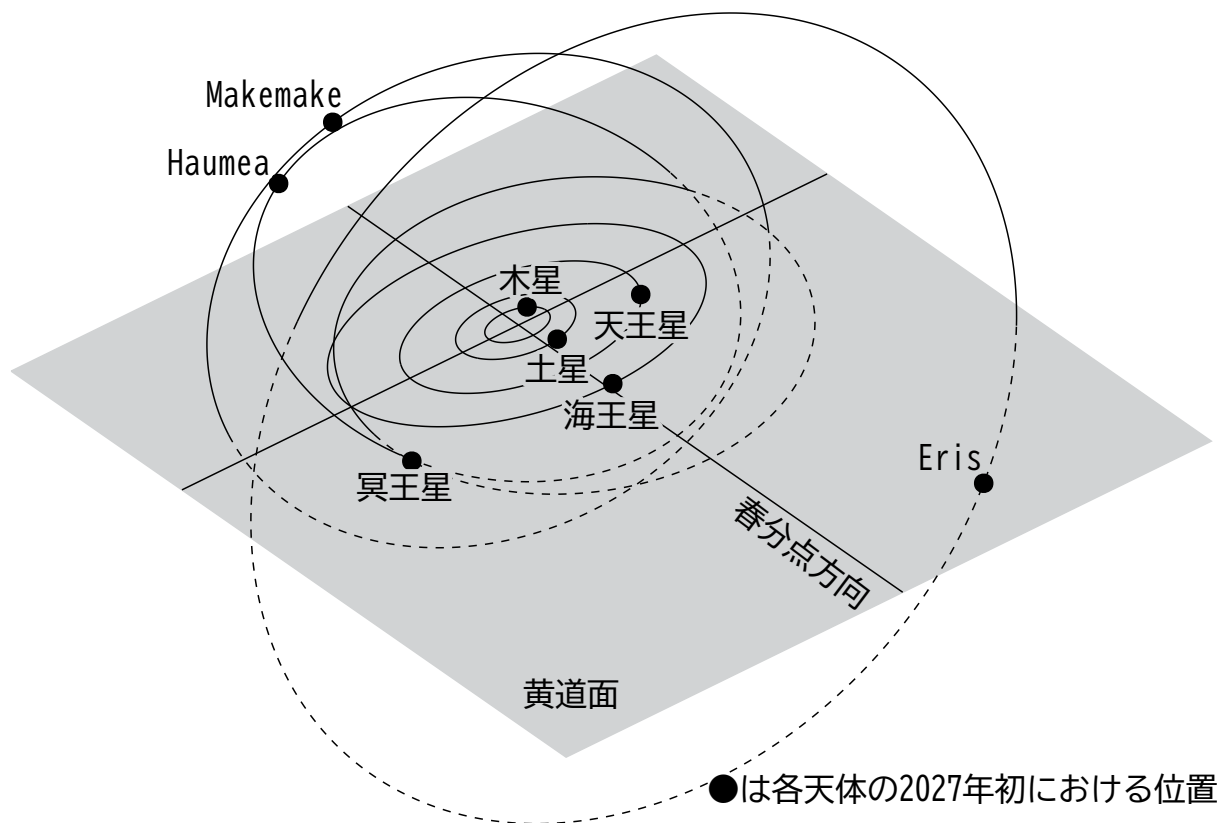 Makemake
Haumea
木星
天王星
土星
海王星
冥王星
Eris
春分点方向
黄道面
●は各天体の2027年初における位置